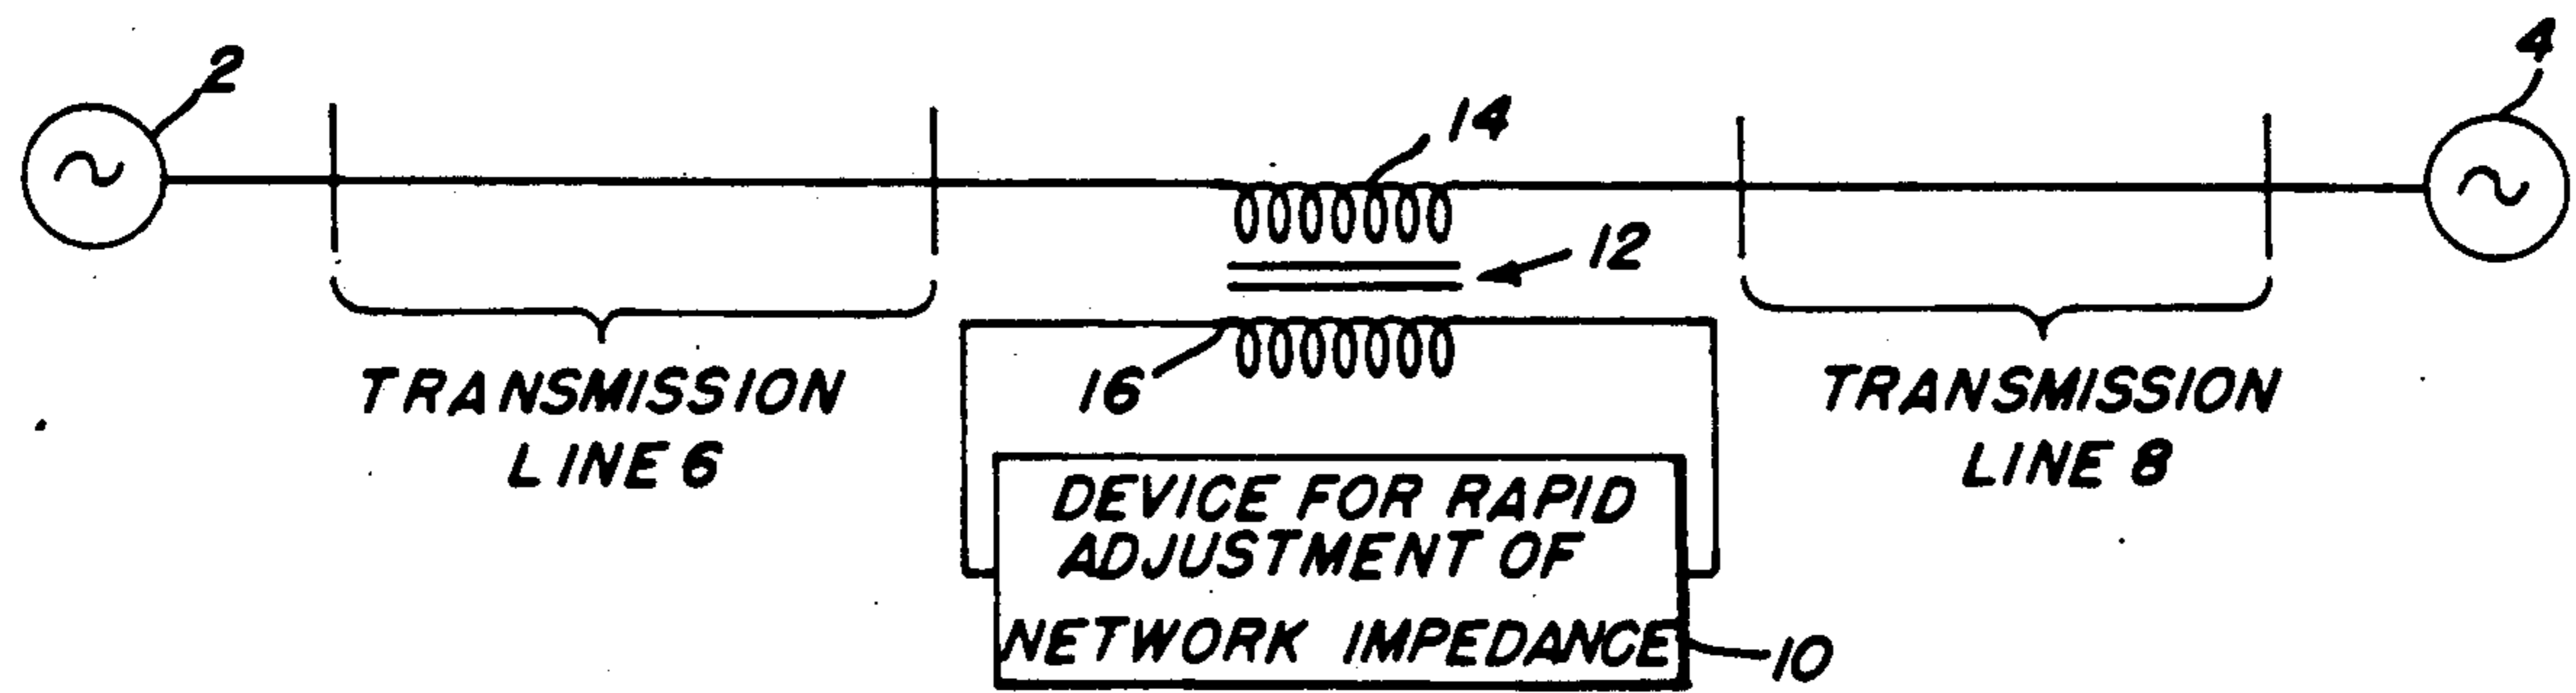 2
4
14
12
16
TRANSMISSION
LINE 6
TRANSMISSION
LINE 8
DEVICE FOR RAPID
ADJUSTMENT OF
NETWORK IMPEDANCE
10